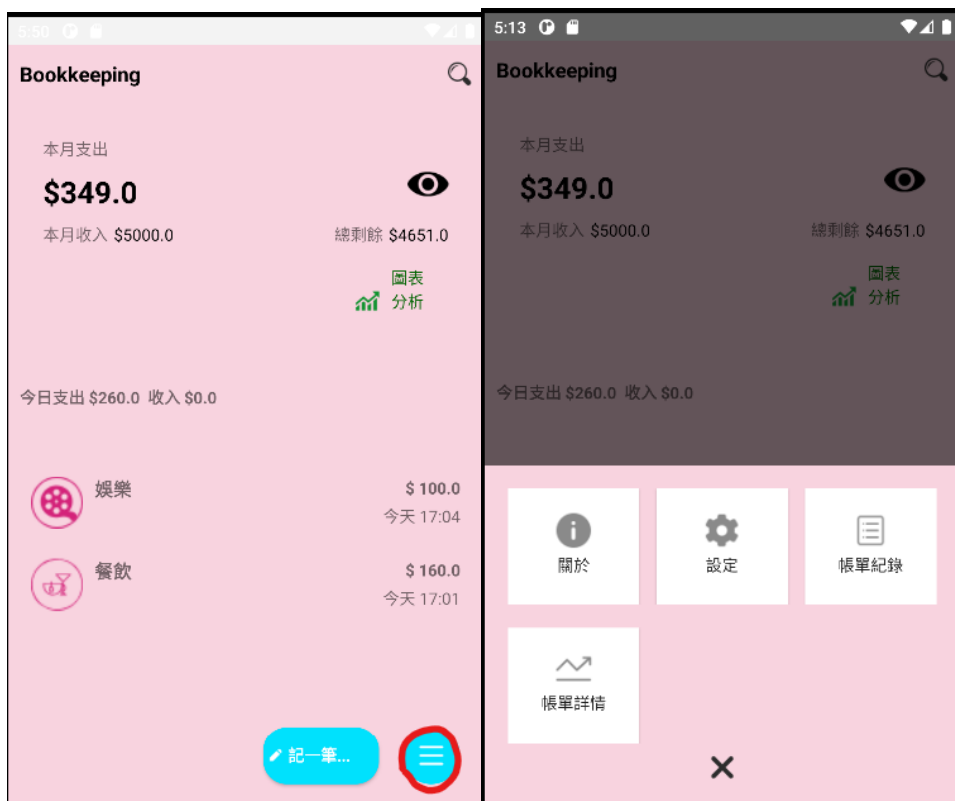 5:50
Bookkeeping
本月支出
$349.0
本月收入 $5000.0
總剩餘 $4651.0
圖表
分析
今日支出 $260.0 收入 $0.0
娛樂
$ 100.0
今天 17:04
餐飲
$ 160.0
今天 17:01
記一筆...
5:13
Bookkeeping
本月支出
$349.0
本月收入 $5000.0
總剩餘 $4651.0
圖表
分析
今日支出 $260.0 收入 $0.0
關於
設定
帳單紀錄
帳單詳情